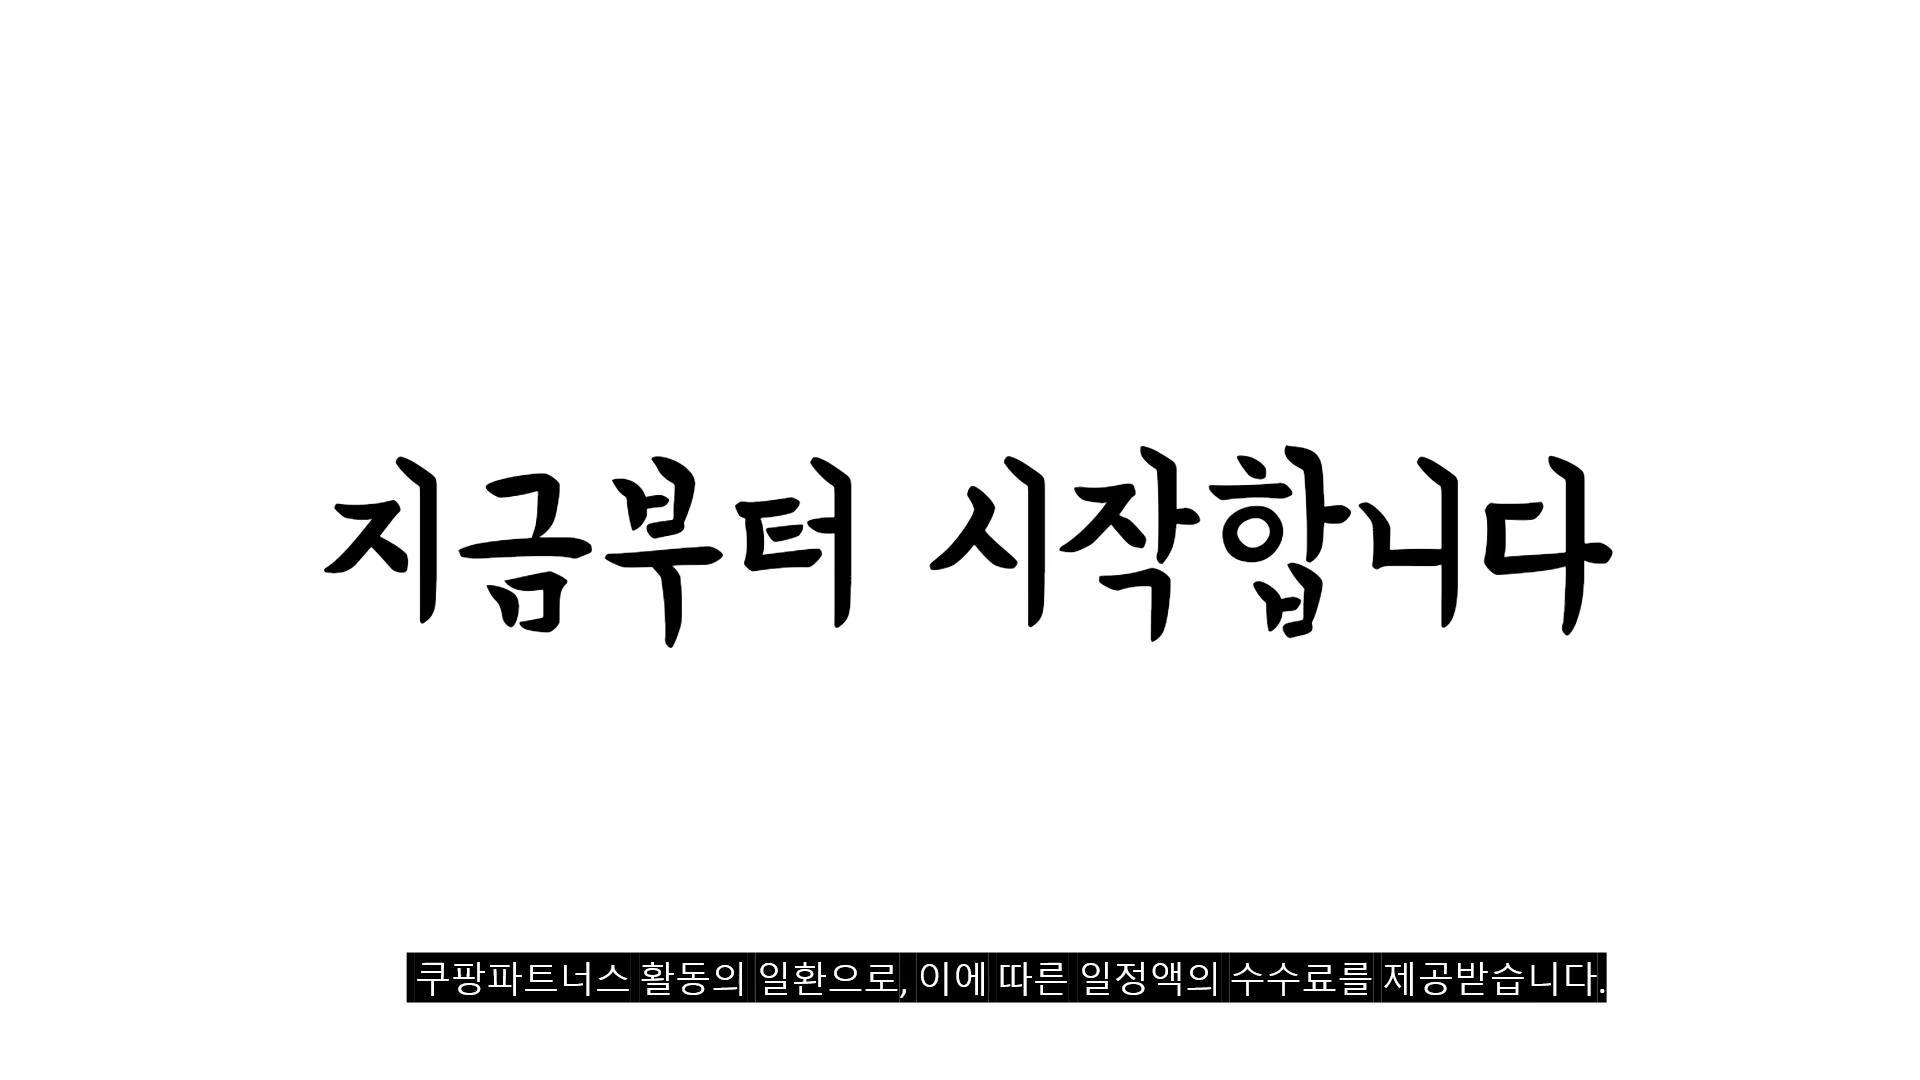 지금부터 시작합니다
쿠팡파트너스 활동의 일환으로, 이에 따른 일정액의 수수료를 제공받습니다.